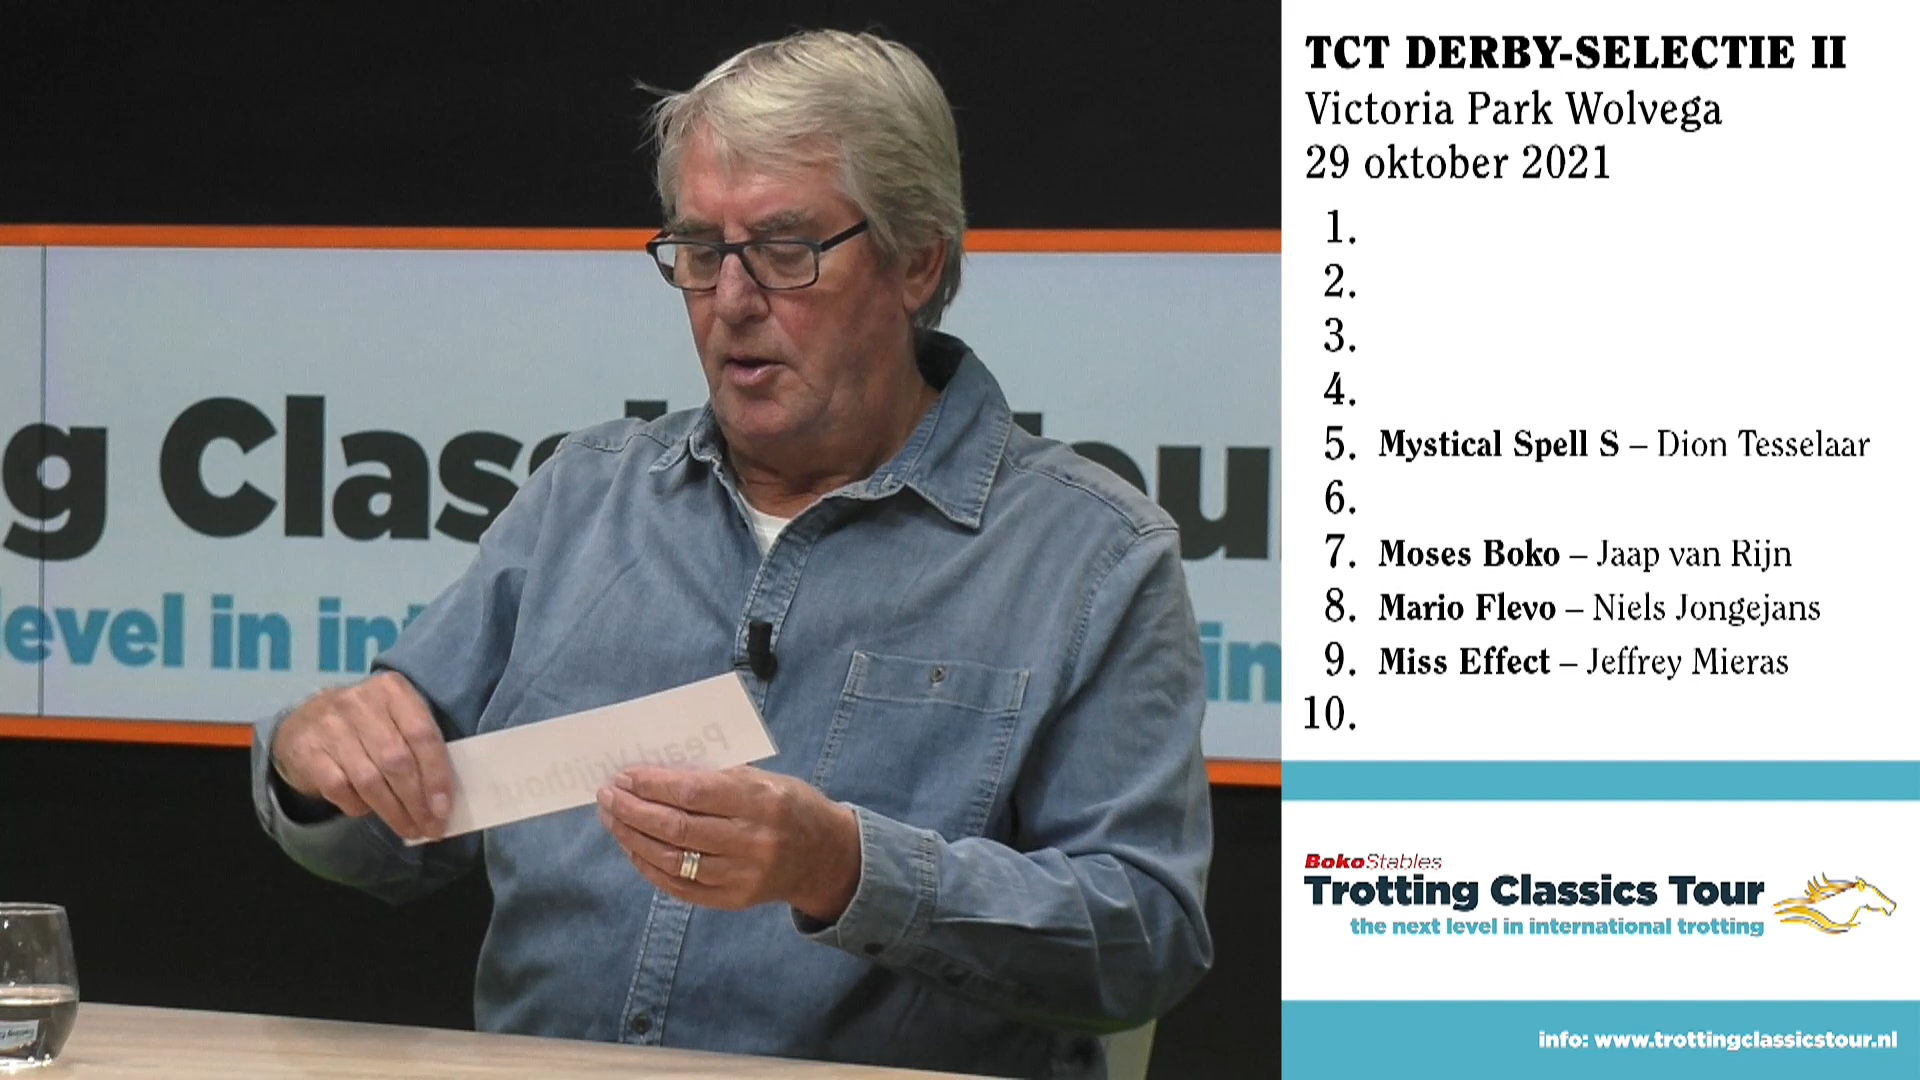 TCT DERBY-SELECTIE II
Victoria Park Wolvega
29 oktober 2021
1.
2.
3.
4.
5. Mystical Spell S – Dion Tesselaar
6.
7. Moses Boko – Jaap van Rijn
8. Mario Flevo – Niels Jongejans
9. Miss Effect – Jeffrey Mieras
10.
BokoStables
Trotting Classics Tour
the next level in international trotting
info: www.trottingclassicstour.nl
g Clas
level in in
Pearl Vrijthout